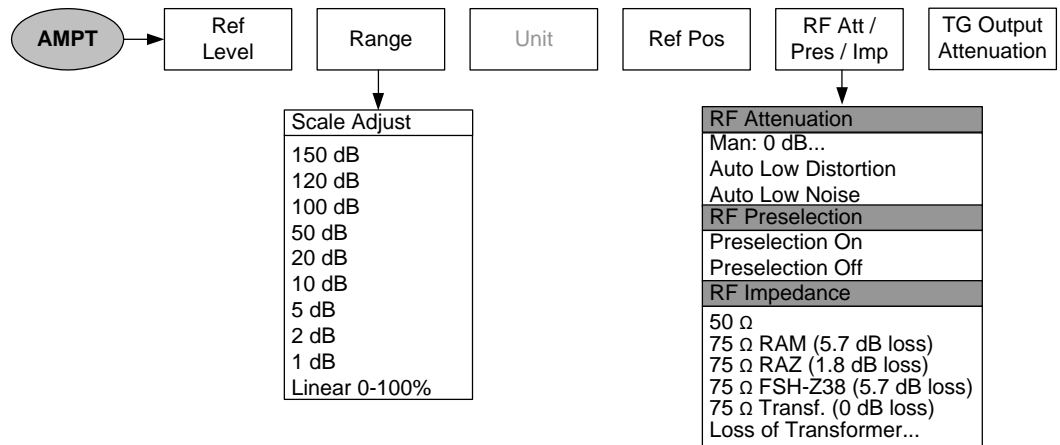 AMPT
Ref
Level
Range
Unit
Ref Pos
RF Att /
Pres / Imp
TG Output
Attenuation
Scale Adjust
150 dB
120 dB
100 dB
50 dB
20 dB
10 dB
5 dB
2 dB
1 dB
Linear 0-100%
RF Attenuation
Man: 0 dB...
Auto Low Distortion
Auto Low Noise
RF Preselection
Preselection On
Preselection Off
RF Impedance
50 Ω
75 Ω RAM (5.7 dB loss)
75 Ω RAZ (1.8 dB loss)
75 Ω FSH-Z38 (5.7 dB loss)
75 Ω Transf. (0 dB loss)
Loss of Transformer...